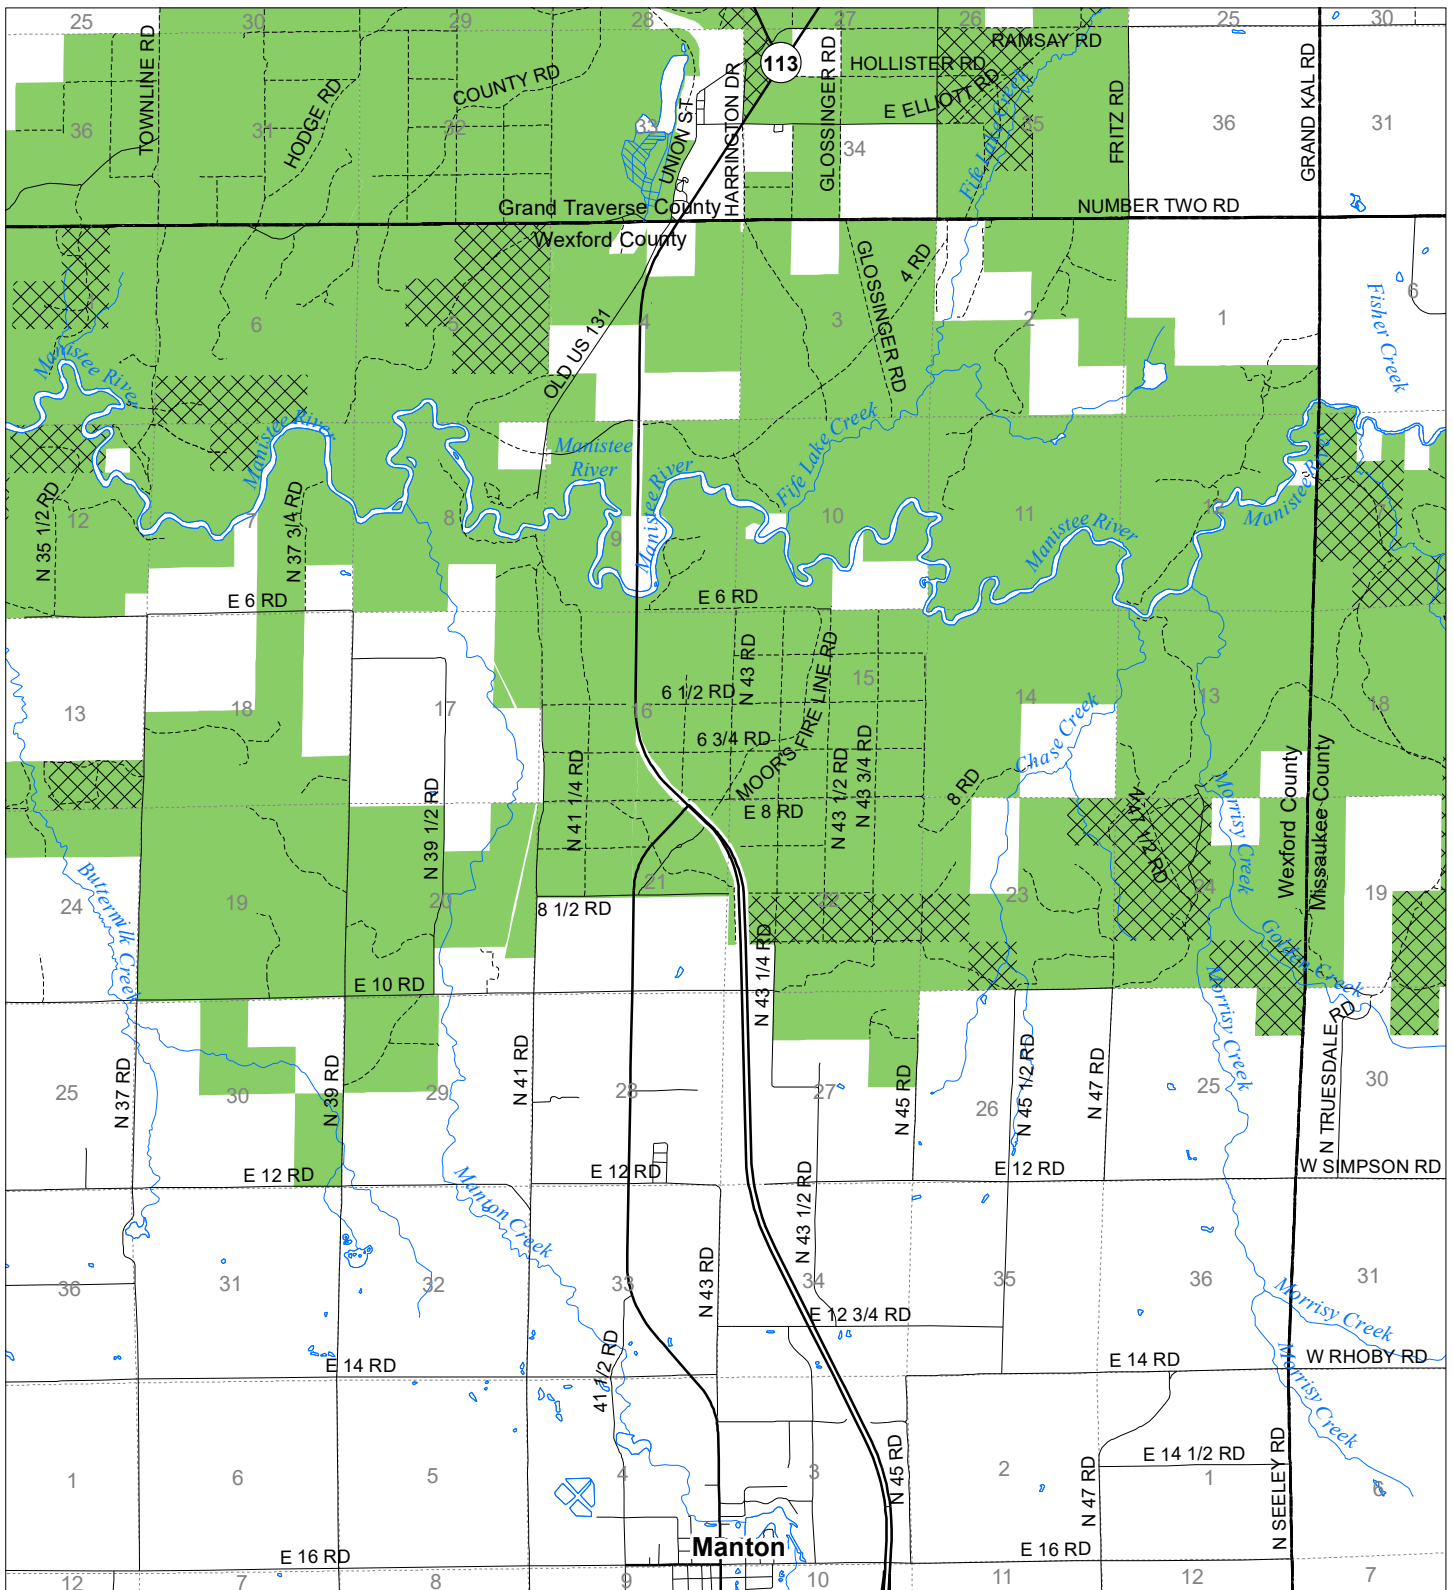 25
30
29
28
27
26
25
30
TOWNLINE RD
HODGE RD
COUNTY RD
UNION ST
HARRINGTON DR
113
GLOSSINGER RD
HOLLISTER RD
RAMSAY RD
E ELLIOTT RD
Fife Lake Creek
FRITZ RD
GRAND KAL RD
36
31
32
33
34
35
36
31
Grand Traverse County
Wexford County
NUMBER TWO RD
1
6
5
4
3
2
1
6
OLD US 131
GLOSSINGER RD
4 RD
Fisher Creek
Manistee River
Manistee River
Manistee
River
Manistee River
Fife Lake Creek
Manistee River
Manistee River
12
7
8
9
10
11
12
7
N 35 1/2 RD
N 37 3/4 RD
E 6 RD
E 6 RD
13
18
17
16
15
14
13
18
6 1/2 RD
N 43 RD
6 3/4 RD
MOOR'S FIRE LINE RD
N 41 1/4 RD
N 39 1/2 RD
E 8 RD
N 43 1/2 RD
N 43 3/4 RD
8 RD
Chase Creek
N 47 1/2 RD
Morrisy Creek
Wexford County
Missaukee County
24
19
20
21
22
23
24
19
Buttermilk Creek
8 1/2 RD
N 43 1/4 RD
Golden Creek
Morrisy Creek
E 10 RD
25
30
29
28
27
26
25
30
N 37 RD
N 39 RD
N 41 RD
N 45 RD
N 45 1/2 RD
N 47 RD
N TRUESDALE RD
E 12 RD
E 12 RD
E 12 RD
W SIMPSON RD
Manton Creek
N 43 RD
N 43 1/2 RD
36
31
32
33
34
35
36
31
E 12 3/4 RD
Morrisy Creek
E 14 RD
E 14 RD
W RHOBY RD
41 1/2 RD
Morrisy Creek
1
6
5
4
3
2
1
6
N 45 RD
N 47 RD
E 14 1/2 RD
N SEELEY RD
Manton
E 16 RD
E 16 RD
12
7
8
9
10
11
12
7